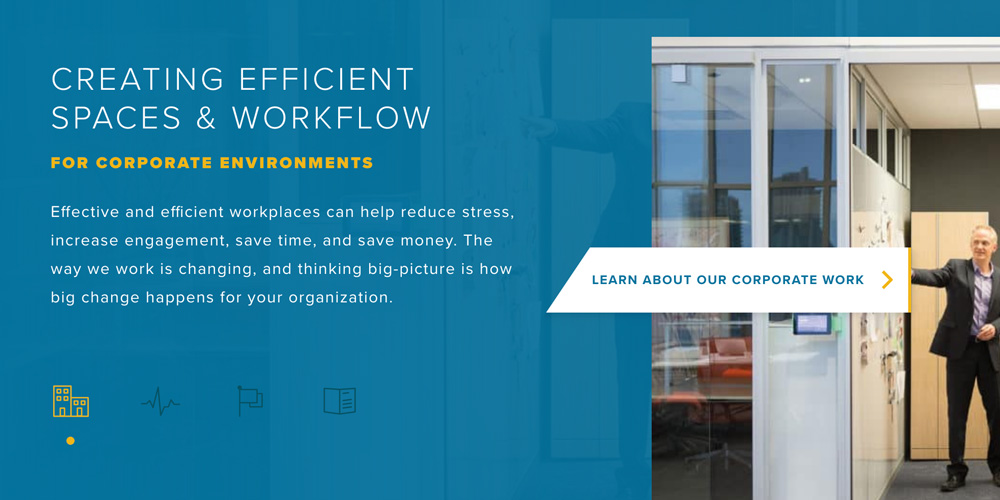 CREATING EFFICIENT
SPACES & WORKFLOW
FOR CORPORATE ENVIRONMENTS
Effective and efficient workplaces can help reduce stress,
increase engagement, save time, and save money. The
way we work is changing, and thinking big-picture is how
big change happens for your organization.
LEARN ABOUT OUR CORPORATE WORK